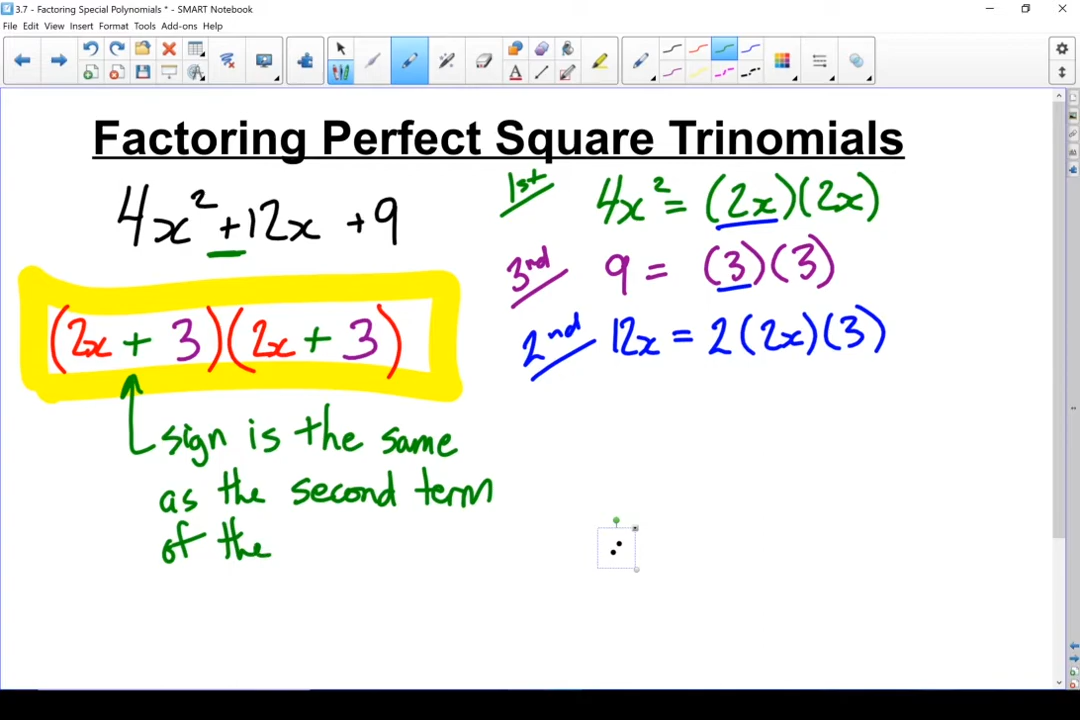 3.7 - Factoring Special Polynomials * - SMART Notebook
File Edit View Insert Format Tools Add-ons Help
Factoring Perfect Square Trinomials
4x² + 12x + 9
(2x + 3)(2x + 3)
sign is the same
as the second term
of the
1st 4x² = (2x)(2x)
3nd 9 = (3)(3)
2nd 12x = 2(2x)(3)